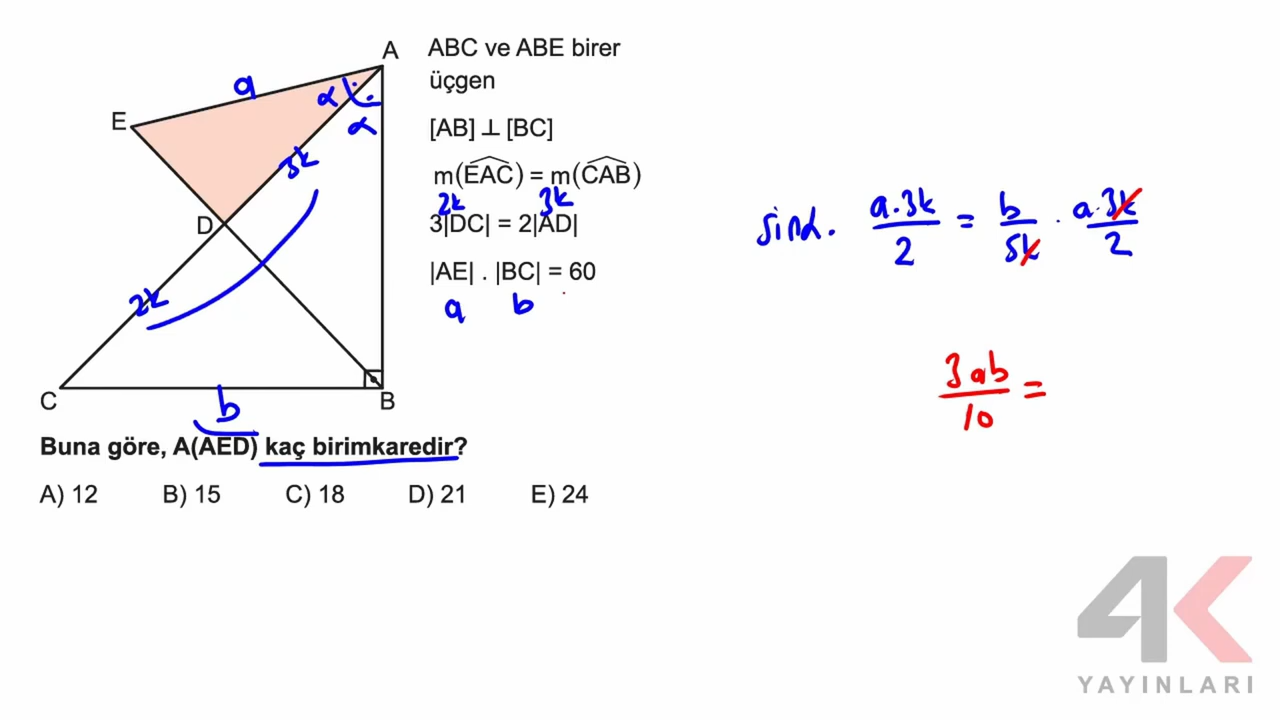 A
ABC ve ABE birer
üçgen
a
α
E
α
[AB] ⊥ [BC]
m(EAC) = m(CAB)
3k
2k 3k
3|DC| = 2|AD|
D
sinα. a.3k/2 = b/5k . a.3k/2
|AE| . |BC| = 60
a b
2k
3ab/10 =
C
b
B
Buna göre, A(AED) kaç birimkaredir?
A) 12 B) 15 C) 18 D) 21 E) 24
4K
YAYINLARI